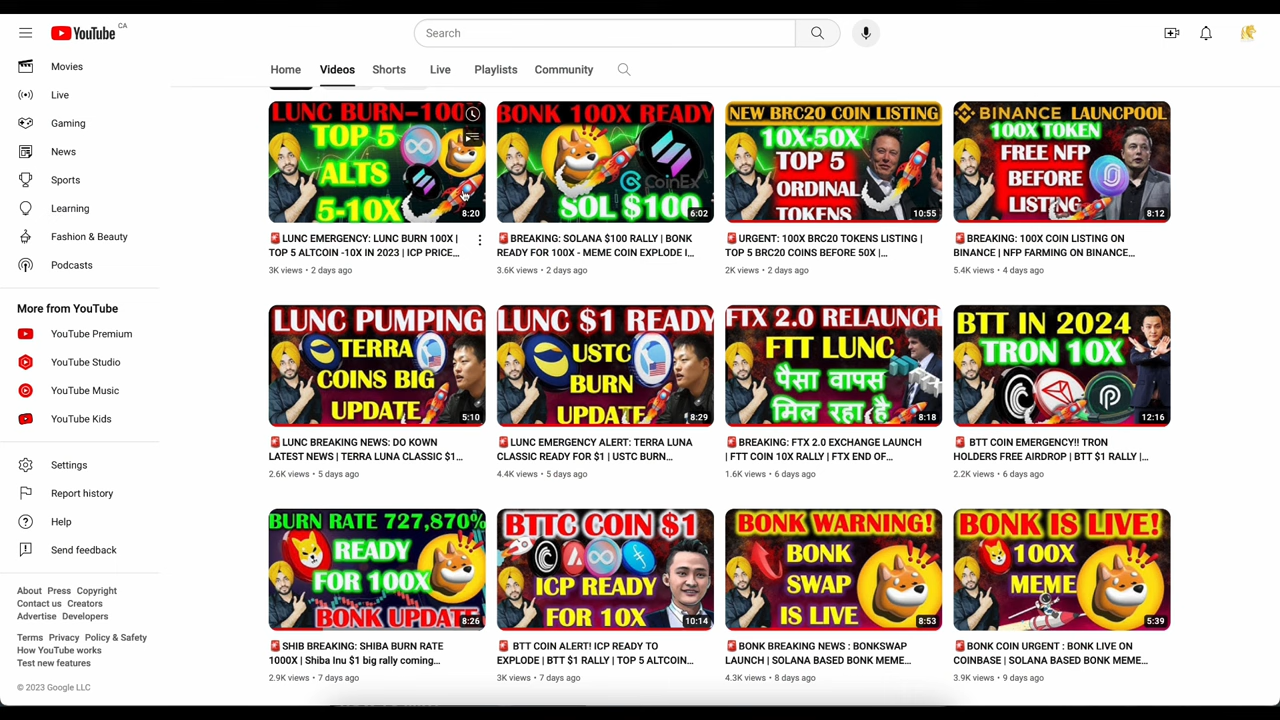 YouTube CA
Search
Home Videos Shorts Live Playlists Community
Movies
Live
Gaming
News
Sports
Learning
Fashion & Beauty
Podcasts
More from YouTube
YouTube Premium
YouTube Studio
YouTube Music
YouTube Kids
Settings
Report history
Help
Send feedback
About Press Copyright
Contact us Creators
Advertise Developers
Terms Privacy Policy & Safety
How YouTube works
Test new features
© 2023 Google LLC
LUNC BURN-100
TOP 5
ALTS
5-10X
8:20
🚨LUNC EMERGENCY: LUNC BURN 100X |
TOP 5 ALTCOIN -10X IN 2023 | ICP PRICE...
3K views • 2 days ago
BONK 100X READY
CoinEx
SOL $100
6:02
🚨BREAKING: SOLANA $100 RALLY | BONK
READY FOR 100X - MEME COIN EXPLODE I...
3.6K views • 2 days ago
NEW BRC20 COIN LISTING
10X-50X
TOP 5
ORDINAL
TOKENS
10:55
🚨URGENT: 100X BRC20 TOKENS LISTING |
TOP 5 BRC20 COINS BEFORE 50X |...
2K views • 2 days ago
BINANCE LAUNCPOOL
100X TOKEN
FREE NFP
BEFORE
LISTING
8:12
🚨BREAKING: 100X COIN LISTING ON
BINANCE | NFP FARMING ON BINANCE...
5.4K views • 4 days ago
LUNC PUMPING
TERRA
COINS BIG
UPDATE
5:10
🚨LUNC BREAKING NEWS: DO KOWN
LATEST NEWS | TERRA LUNA CLASSIC $1...
2.6K views • 5 days ago
LUNC $1 READY
USTC
BURN
UPDATE
8:29
🚨LUNC EMERGENCY ALERT: TERRA LUNA
CLASSIC READY FOR $1 | USTC BURN...
4.4K views • 5 days ago
FTX 2.0 RELAUNCH
FTT LUNC
पैसा वापस
मिल रहा है
8:18
🚨BREAKING: FTX 2.0 EXCHANGE LAUNCH
| FTT COIN 10X RALLY | FTX END OF...
1.6K views • 6 days ago
BTT IN 2024
TRON 10X
12:16
🚨 BTT COIN EMERGENCY!! TRON
HOLDERS FREE AIRDROP | BTT $1 RALLY |...
2.2K views • 6 days ago
BURN RATE 727,870%
READY
FOR 100X
BONK UPDATE
8:26
🚨SHIB BREAKING: SHIBA BURN RATE
1000X | Shiba Inu $1 big rally coming...
2.9K views • 7 days ago
BTTC COIN $1
ICP READY
FOR 10X
10:14
🚨 BTT COIN ALERT! ICP READY TO
EXPLODE | BTT $1 RALLY | TOP 5 ALTCOIN...
3K views • 7 days ago
BONK WARNING!
BONK
SWAP
IS LIVE
8:53
🚨BONK BREAKING NEWS : BONKSWAP
LAUNCH | SOLANA BASED BONK MEME...
4.3K views • 8 days ago
BONK IS LIVE!
100X
MEME
5:39
🚨BONK COIN URGENT : BONK LIVE ON
COINBASE | SOLANA BASED BONK MEME...
3.9K views • 9 days ago